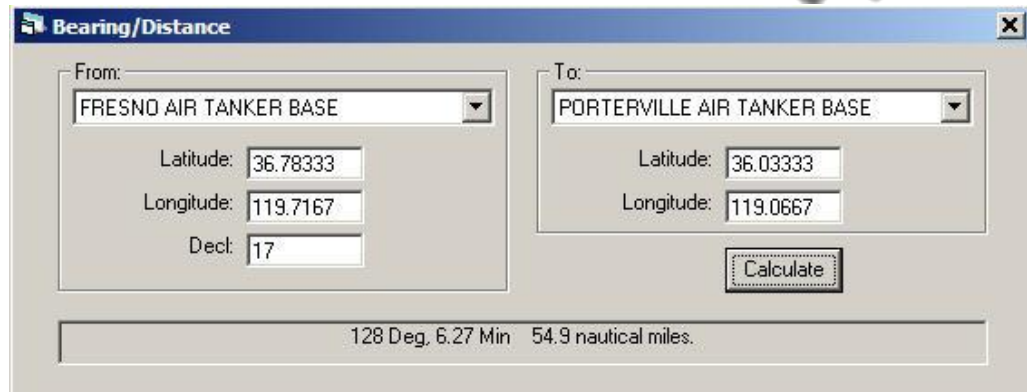 Bearing/Distance
From:
FRESNO AIR TANKER BASE
Latitude: 36.78333
Longitude: 119.7167
Decl: 17
To:
PORTERVILLE AIR TANKER BASE
Latitude: 36.03333
Longitude: 119.0667
Calculate
128 Deg, 6.27 Min 54.9 nautical miles.